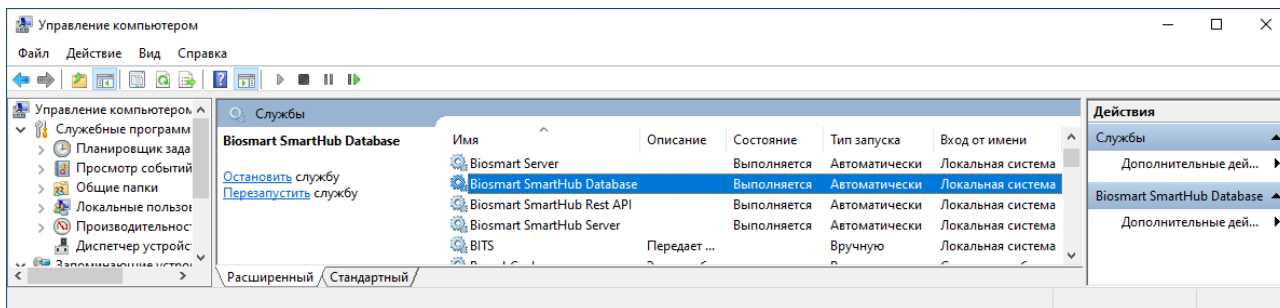 Управление компьютером
Файл Действие Вид Справка
Управление компьютером
Служебные программ
Планировщик зада
Просмотр событий
Общие папки
Локальные пользов
Производительнос
Диспетчер устройс
Запоминающие устро
Службы
Biosmart SmartHub Database
Остановить службу
Перезапустить службу
Имя Описание Состояние Тип запуска Вход от имени
Biosmart Server Выполняется Автоматически Локальная система
Biosmart SmartHub Database Выполняется Автоматически Локальная система
Biosmart SmartHub Rest API Выполняется Автоматически Локальная система
Biosmart SmartHub Server Выполняется Автоматически Локальная система
BITS Передает ... Вручную Локальная система
Расширенный Стандартный
Действия
Службы
Дополнительные дей...
Biosmart SmartHub Database
Дополнительные дей...